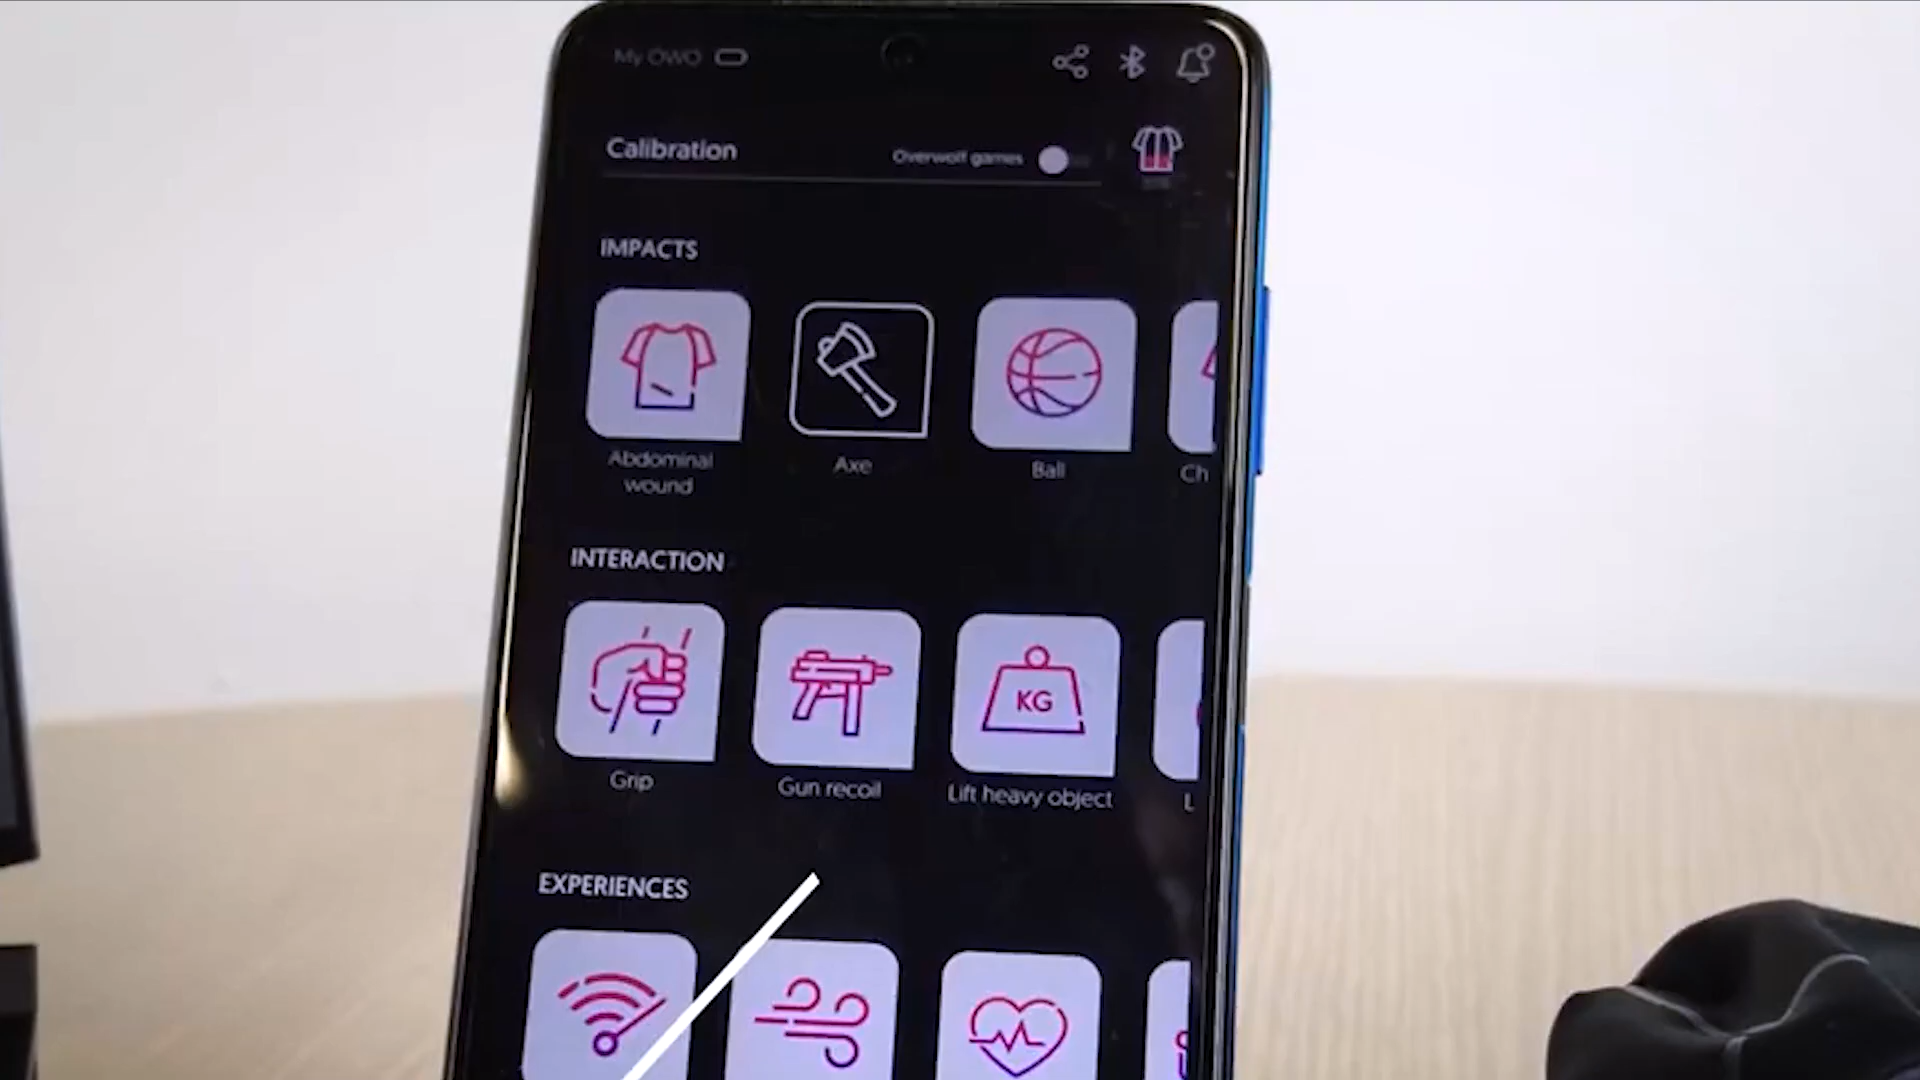 My OWO
Calibration
Overwolf games
IMPACTS
Abdominal
wound
Axe
Ball
Ch
INTERACTION
KG
Grip
Gun recoil
Lift heavy object
L
EXPERIENCES